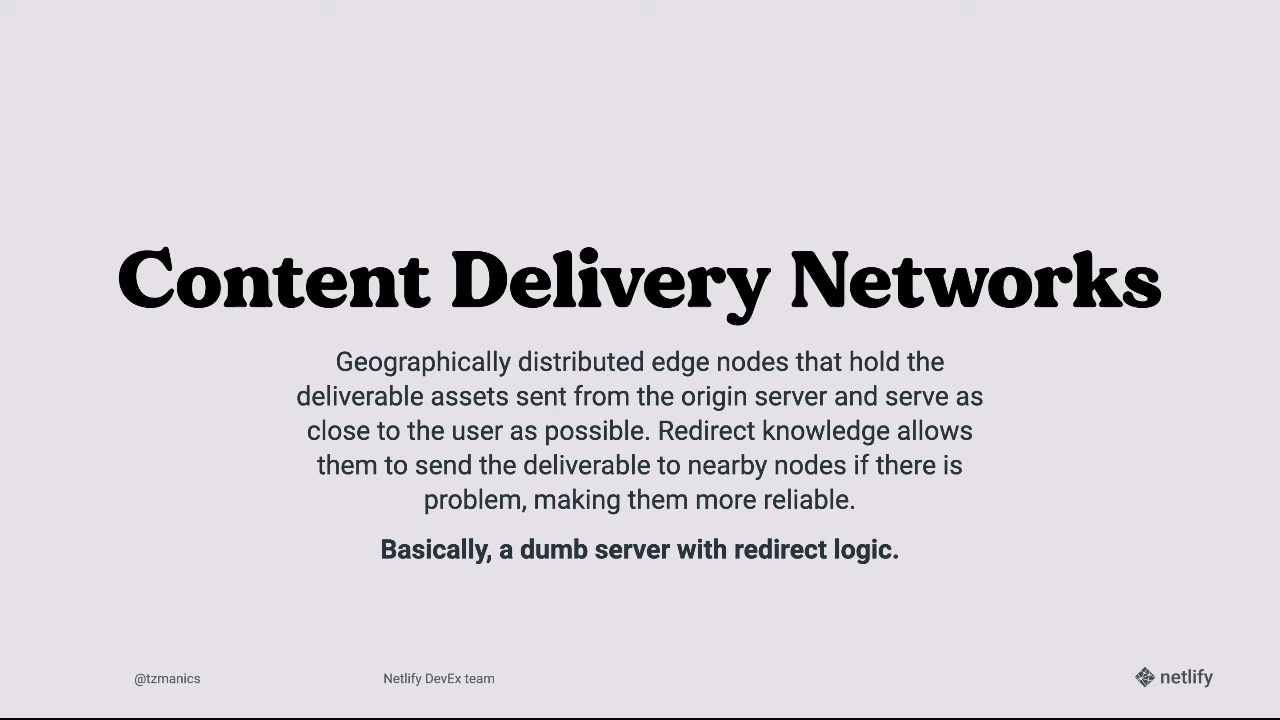 Content Delivery Networks
Geographically distributed edge nodes that hold the
deliverable assets sent from the origin server and serve as
close to the user as possible. Redirect knowledge allows
them to send the deliverable to nearby nodes if there is
problem, making them more reliable.
Basically, a dumb server with redirect logic.
@tzmanics
Netlify DevEx team
netlify